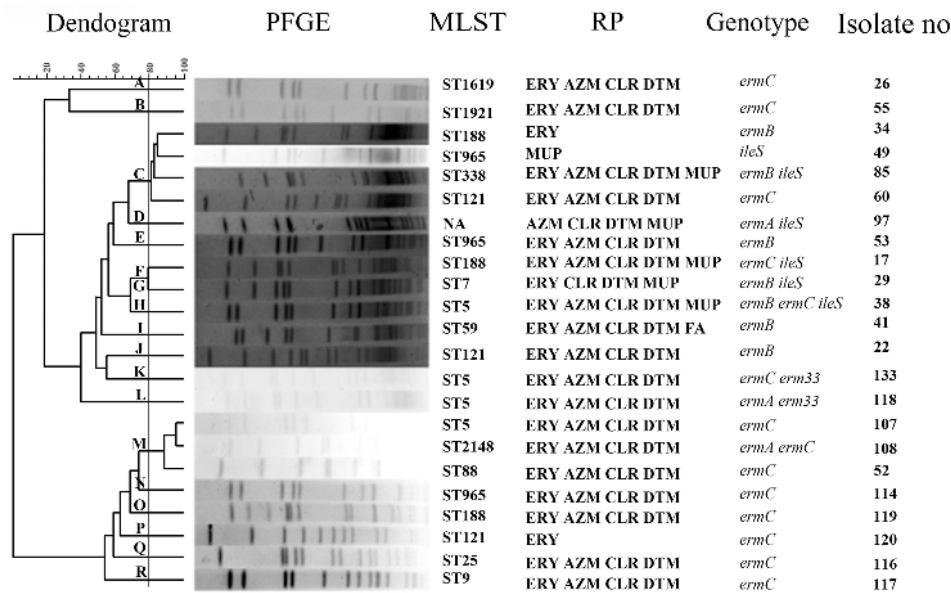 Dendogram PFGE MLST RP Genotype Isolate no
20 40 60 80 100
A ST1619 ERY AZM CLR DTM ermC 26
B ST1921 ERY AZM CLR DTM ermC 55
ST188 ERY ermB 34
ST965 MUP ileS 49
C ST338 ERY AZM CLR DTM MUP ermB ileS 85
ST121 ERY AZM CLR DTM ermC 60
D NA AZM CLR DTM MUP ermA ileS 97
E ST965 ERY AZM CLR DTM ermB 53
F ST188 ERY AZM CLR DTM MUP ermC ileS 17
G ST7 ERY CLR DTM MUP ermB ileS 29
H ST5 ERY AZM CLR DTM MUP ermB ermC ileS 38
I ST59 ERY AZM CLR DTM FA ermB 41
J ST121 ERY AZM CLR DTM ermB 22
K ST5 ERY AZM CLR DTM ermC erm33 133
L ST5 ERY AZM CLR DTM ermA erm33 118
ST5 ERY AZM CLR DTM ermC 107
M ST2148 ERY AZM CLR DTM ermA ermC 108
ST88 ERY AZM CLR DTM ermC 52
N ST965 ERY AZM CLR DTM ermC 114
O ST188 ERY AZM CLR DTM ermC 119
P ST121 ERY ermC 120
Q ST25 ERY AZM CLR DTM ermC 116
R ST9 ERY AZM CLR DTM ermC 117